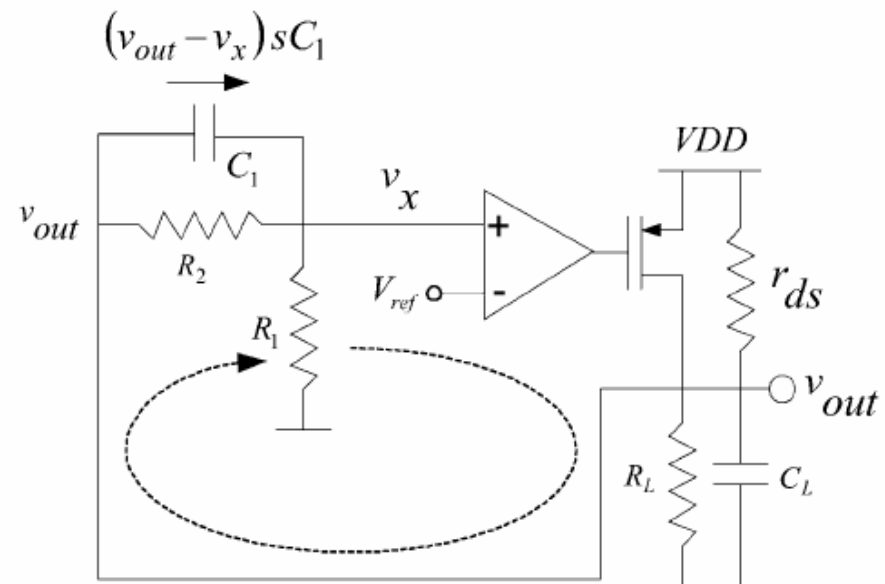 (v_out − v_x) sC_1
C_1
VDD
v_x
v_out
R_2
+
V_ref
-
r_ds
R_1
v_out
R_L
C_L